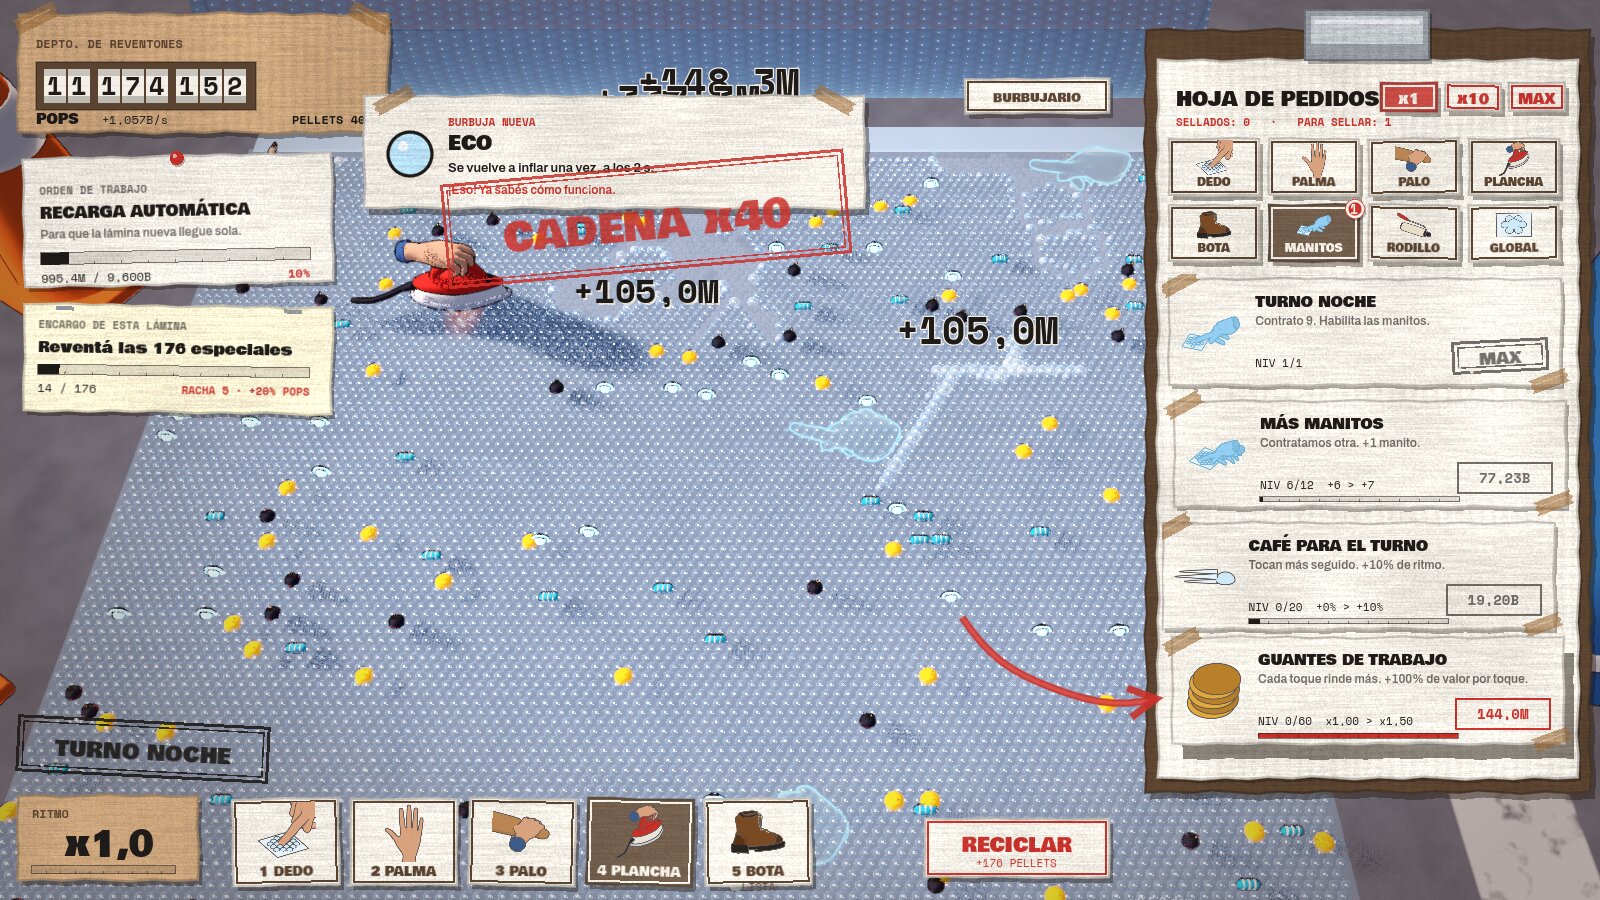 DEPTO. DE REVENTONES
11 174 152
POPS +1.057B/s PELLETS 40
ORDEN DE TRABAJO
RECARGA AUTOMÁTICA
Para que la lámina nueva llegue sola.
995.4M / 9.600B 10%
ENCARGO DE ESTA LÁMINA
Reventá las 176 especiales
14 / 176 RACHA 5 · +20% POPS
+148,3M
BURBUJA NUEVA
ECO
Se vuelve a inflar una vez, a los 2 s.
¡Eso! Ya sabés cómo funciona.
CADENA x40
+105,0M
+105,0M
BURBUJARIO
HOJA DE PEDIDOS x1 x10 MAX
SELLADOS: 0 · PARA SELLAR: 1
DEDO
PALMA
PALO
PLANCHA
BOTA
MANITOS
1
RODILLO
GLOBAL
TURNO NOCHE
Contrato 9. Habilita las manitos.
NIV 1/1
MAX
MÁS MANITOS
Contratamos otra. +1 manito.
NIV 6/12 +6 > +7
77,23B
CAFÉ PARA EL TURNO
Tocan más seguido. +10% de ritmo.
NIV 0/20 +0% > +10%
19,20B
GUANTES DE TRABAJO
Cada toque rinde más. +100% de valor por toque.
NIV 0/60 x1,00 > x1,50
144,0M
TURNO NOCHE
RITMO
x1,0
1 DEDO
2 PALMA
3 PALO
4 PLANCHA
5 BOTA
LISTA
RECICLAR
+176 PELLETS